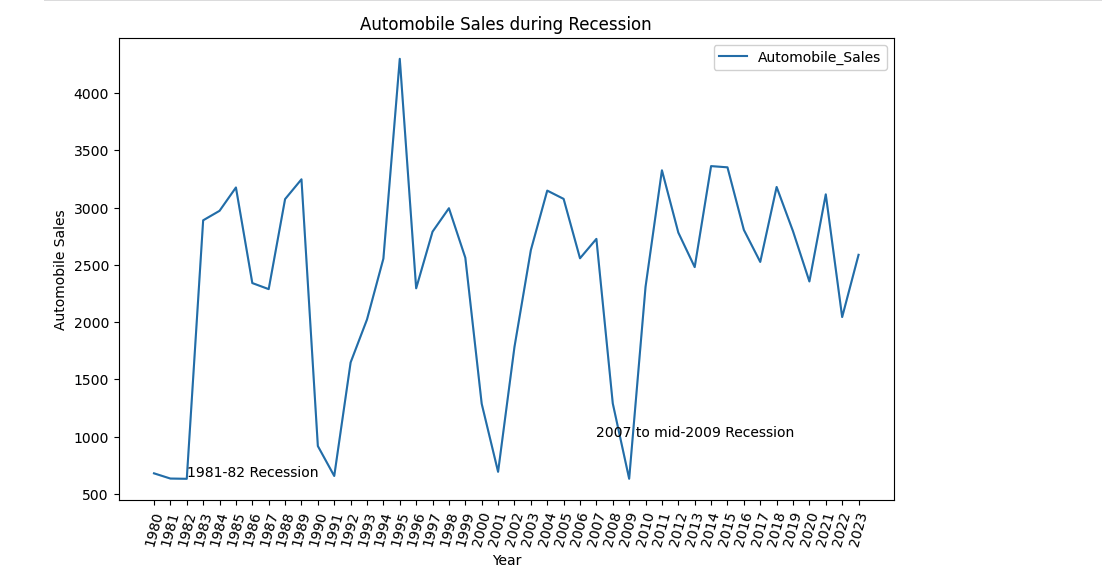 Automobile Sales during Recession
Automobile_Sales
4000
3500
3000
2500
2000
1500
1000
500
Automobile Sales
2007 to mid-2009 Recession
1981-82 Recession
1980 1981 1982 1983 1984 1985 1986 1987 1988 1989 1990 1991 1992 1993 1994 1995 1996 1997 1998 1999 2000 2001 2002 2003 2004 2005 2006 2007 2008 2009 2010 2011 2012 2013 2014 2015 2016 2017 2018 2019 2020 2021 2022 2023
Year